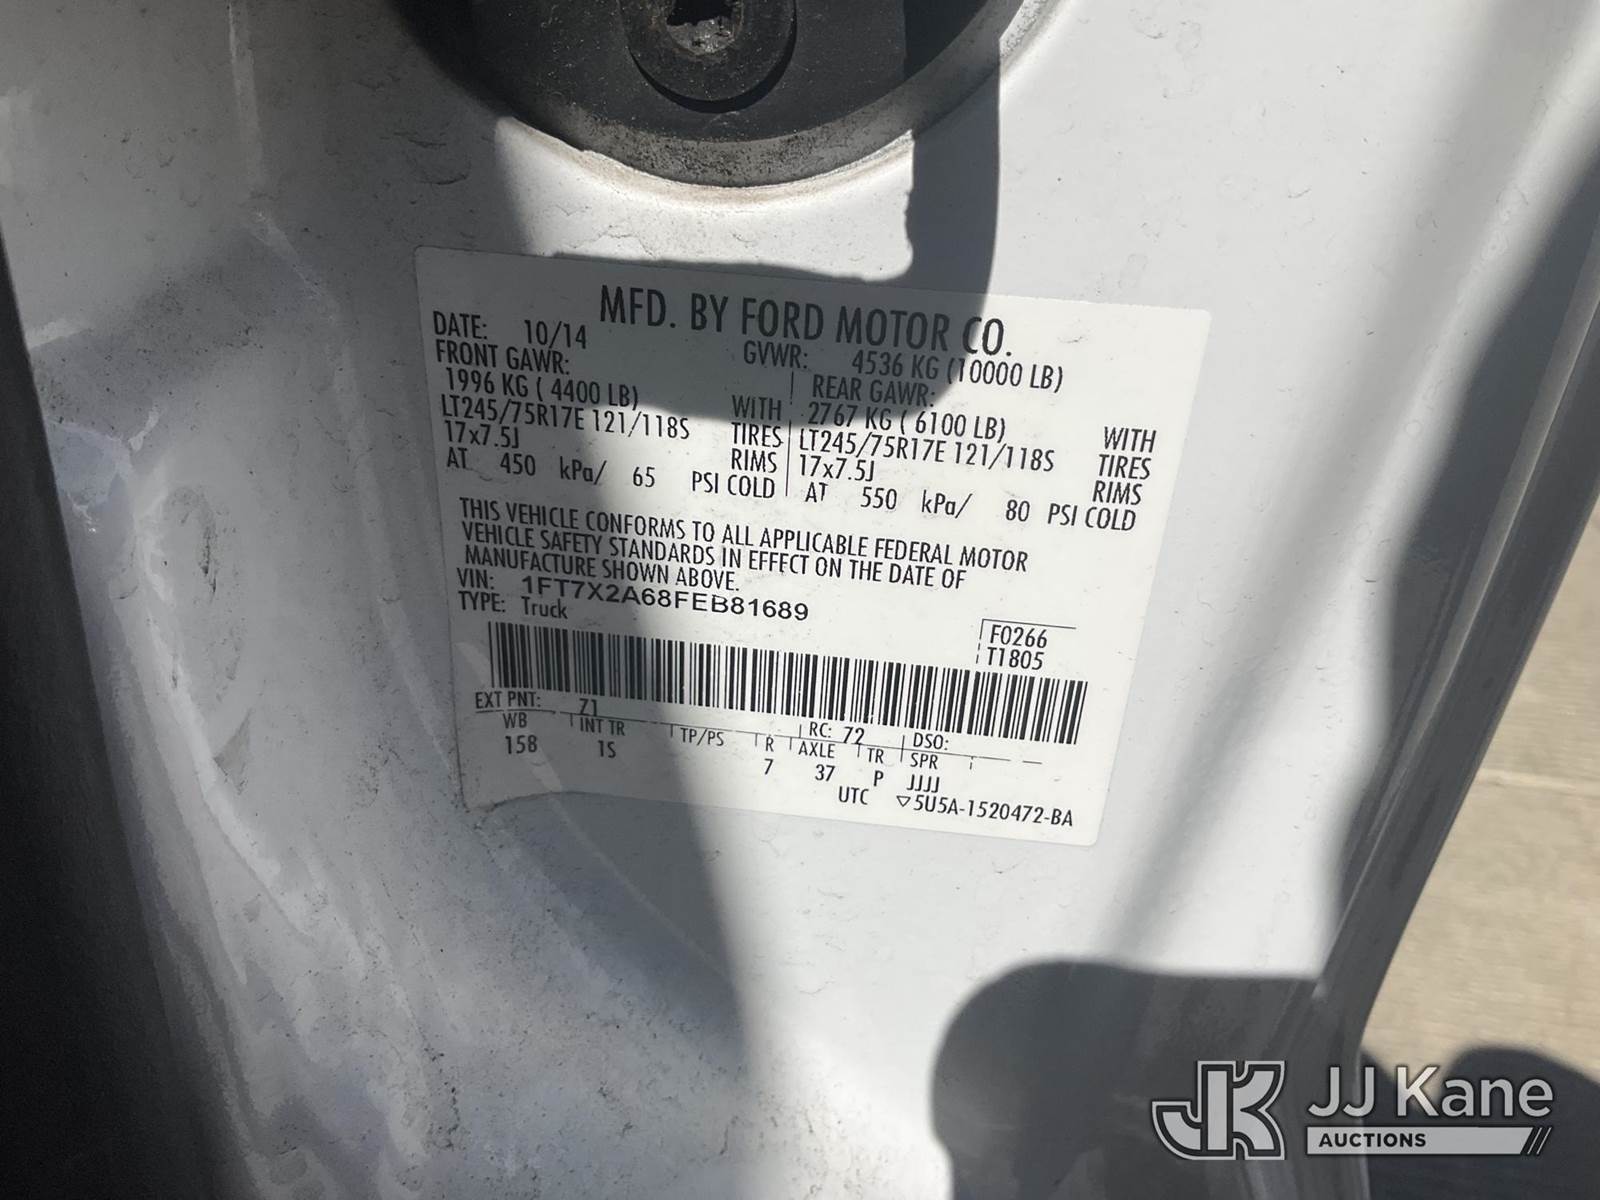 MFD. BY FORD MOTOR CO.
DATE: 10/14 GVWR: 4536 KG (10000 LB)
FRONT GAWR: REAR GAWR:
1996 KG ( 4400 LB) WITH 2767 KG ( 6100 LB) WITH
LT245/75R17E 121/118S TIRES LT245/75R17E 121/118S TIRES
17x7.5J RIMS 17x7.5J RIMS
AT 450 kPa/ 65 PSI COLD AT 550 kPa/ 80 PSI COLD
THIS VEHICLE CONFORMS TO ALL APPLICABLE FEDERAL MOTOR
VEHICLE SAFETY STANDARDS IN EFFECT ON THE DATE OF
MANUFACTURE SHOWN ABOVE.
VIN: 1FT7X2A68FEB81689
TYPE: Truck
F0266
T1805
EXT PNT: Z1 RC: 72 DSO:
WB INT TR TP/PS R AXLE TR SPR
158 1S 7 37 P JJJJ
UTC ▽5U5A-1520472-BA
JK JJ Kane
AUCTIONS